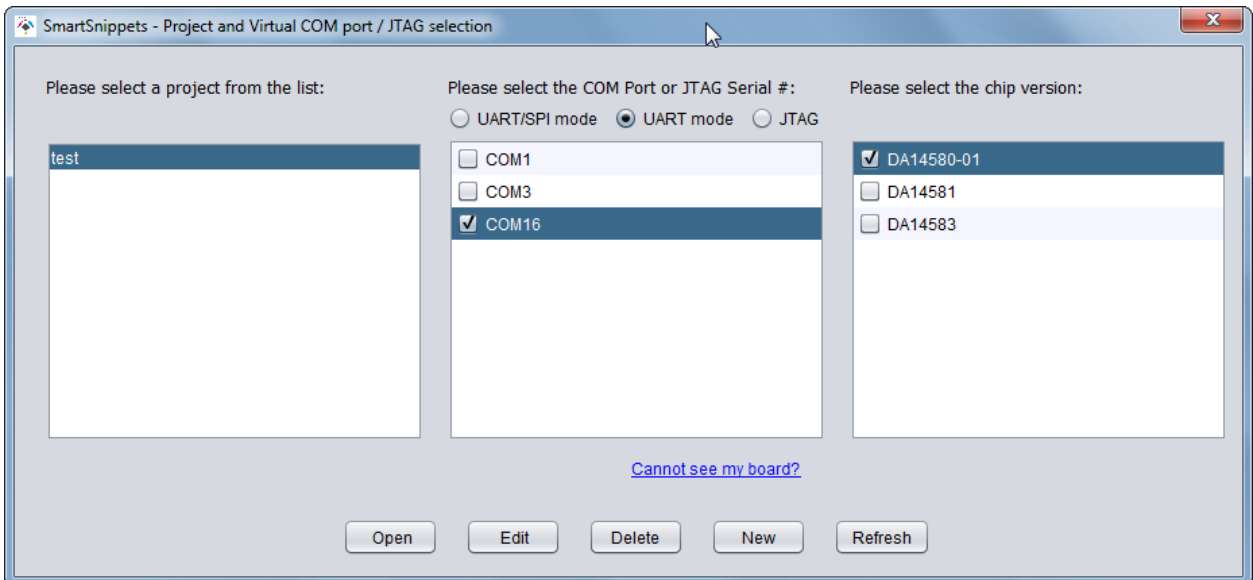 SmartSnippets - Project and Virtual COM port / JTAG selection
Please select a project from the list:
test
Please select the COM Port or JTAG Serial #:
UART/SPI mode UART mode JTAG
COM1
COM3
COM16
Please select the chip version:
DA14580-01
DA14581
DA14583
Cannot see my board?
Open Edit Delete New Refresh